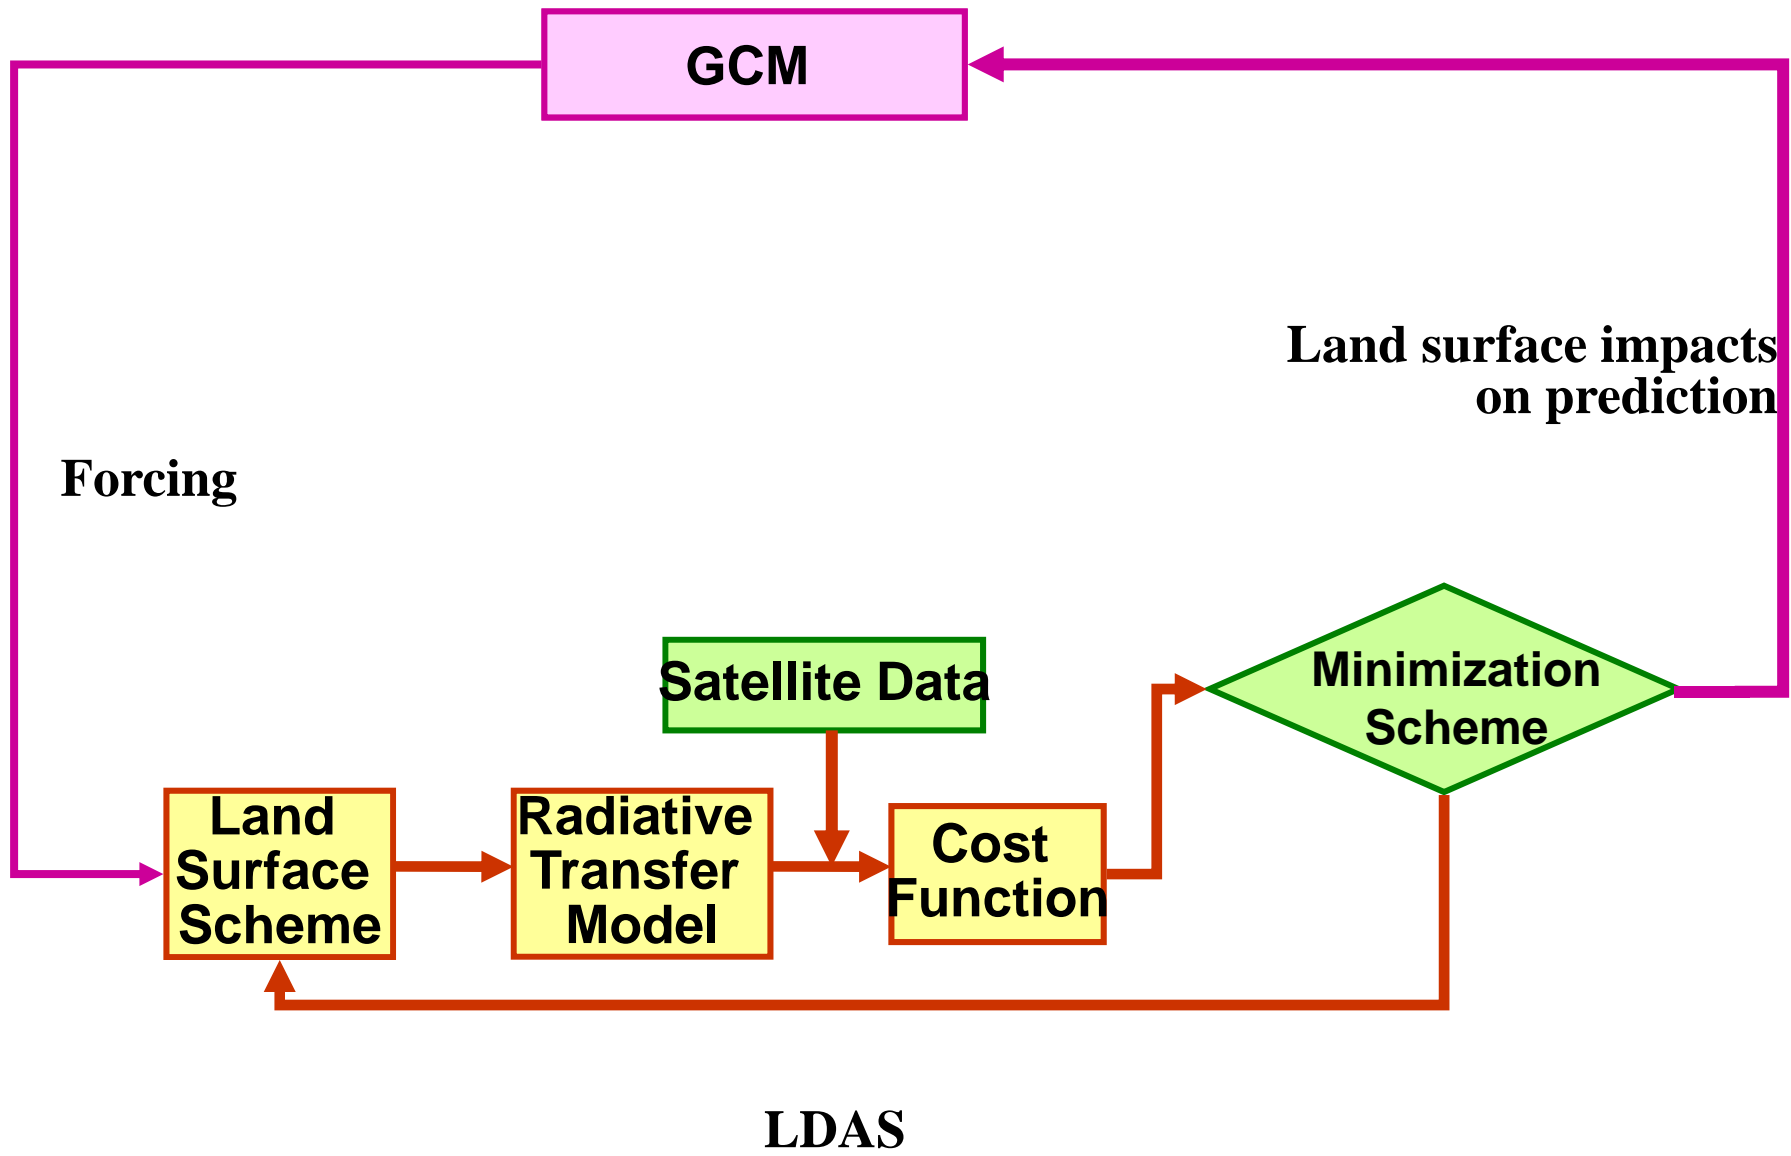 GCM
Land surface impacts
on prediction
Forcing
Satellite Data
Minimization
Scheme
Land
Surface
Scheme
Radiative
Transfer
Model
Cost
Function
LDAS